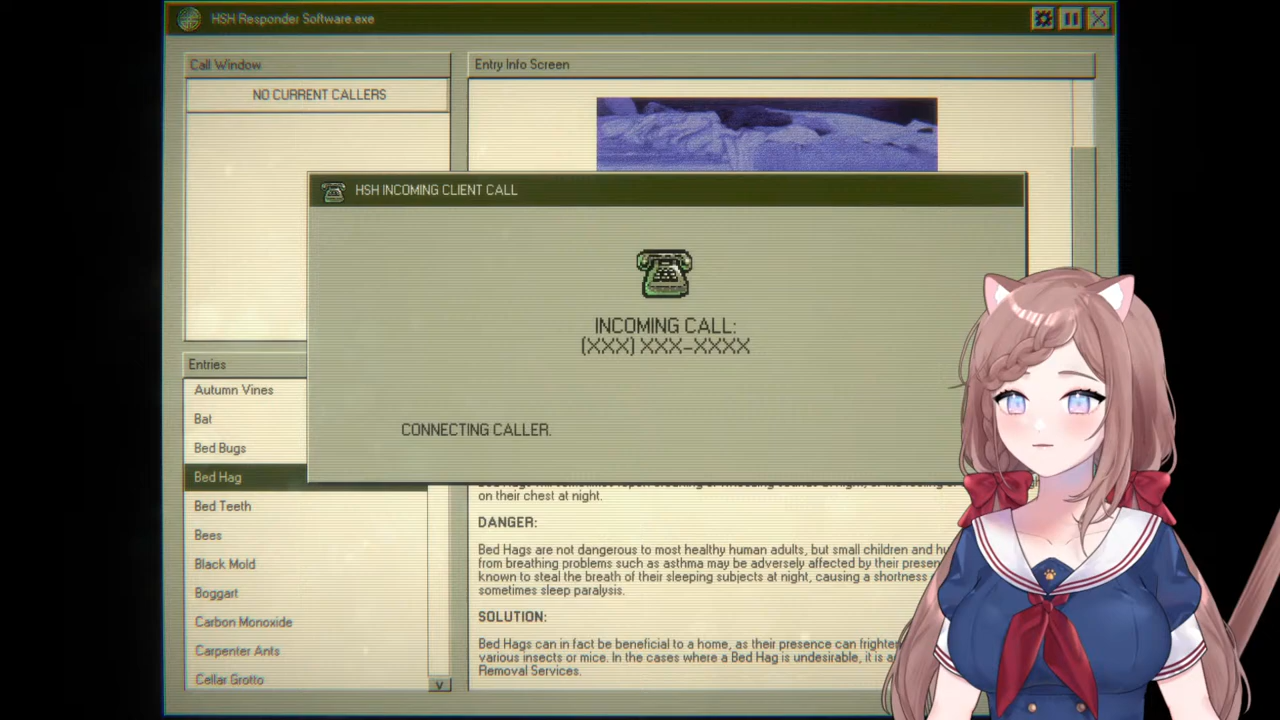 HSH Responder Software.exe
Call Window
NO CURRENT CALLERS
Entry Info Screen
HSH INCOMING CLIENT CALL
INCOMING CALL:
(XXX) XXX-XXXX
CONNECTING CALLER.
Entries
Autumn Vines
Bat
Bed Bugs
Bed Hag
Bed Teeth
Bees
Black Mold
Boggart
Carbon Monoxide
Carpenter Ants
Cellar Grotto
V
on their chest at night.
DANGER:
Bed Hags are not dangerous to most healthy human adults, but small children and
from breathing problems such as asthma may be adversely affected by their
known to steal the breath of their sleeping subjects at night, causing a shortness
sometimes sleep paralysis.
SOLUTION:
Bed Hags can in fact be beneficial to a home, as their presence can
various insects or mice. In the cases where a Bed Hag is undesirable, it is
Removal Services.